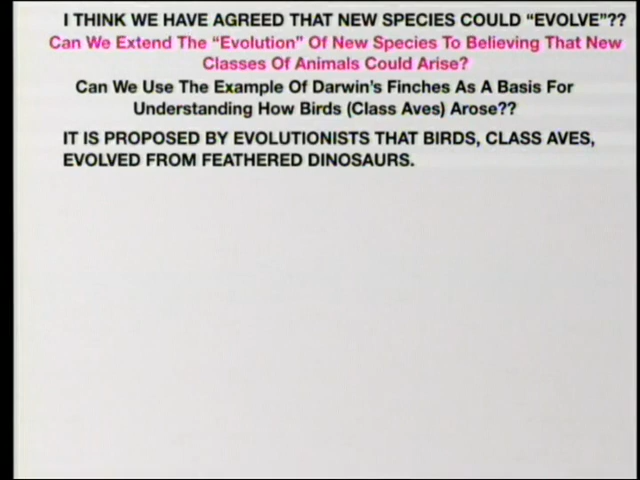 I THINK WE HAVE AGREED THAT NEW SPECIES COULD “EVOLVE”??
Can We Extend The “Evolution” Of New Species To Believing That New
Classes Of Animals Could Arise?
Can We Use The Example Of Darwin’s Finches As A Basis For
Understanding How Birds (Class Aves) Arose??
IT IS PROPOSED BY EVOLUTIONISTS THAT BIRDS, CLASS AVES,
EVOLVED FROM FEATHERED DINOSAURS.